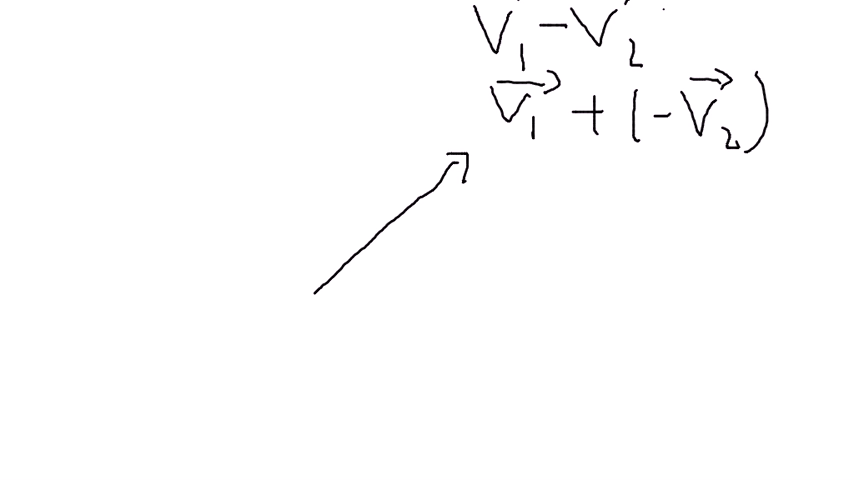 V₁ - V₂
V⃗₁ + (-V⃗₂)